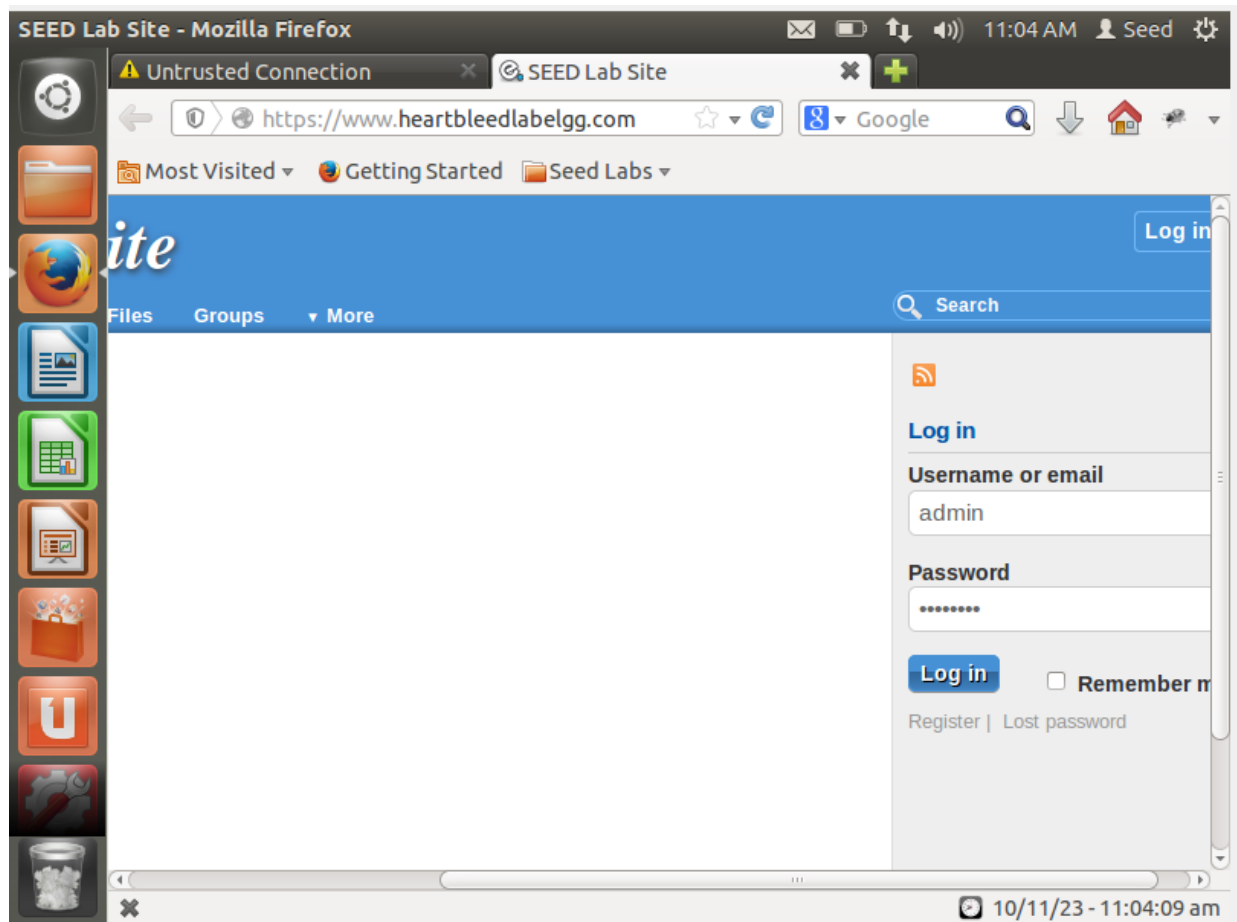 SEED Lab Site - Mozilla Firefox 11:04 AM Seed
Untrusted Connection SEED Lab Site
https://www.heartbleedlabelgg.com Google
Most Visited Getting Started Seed Labs
ite
Log in
Files Groups More
Search
Log in
Username or email
admin
Password
••••••••
Log in Remember m
Register | Lost password
10/11/23 - 11:04:09 am